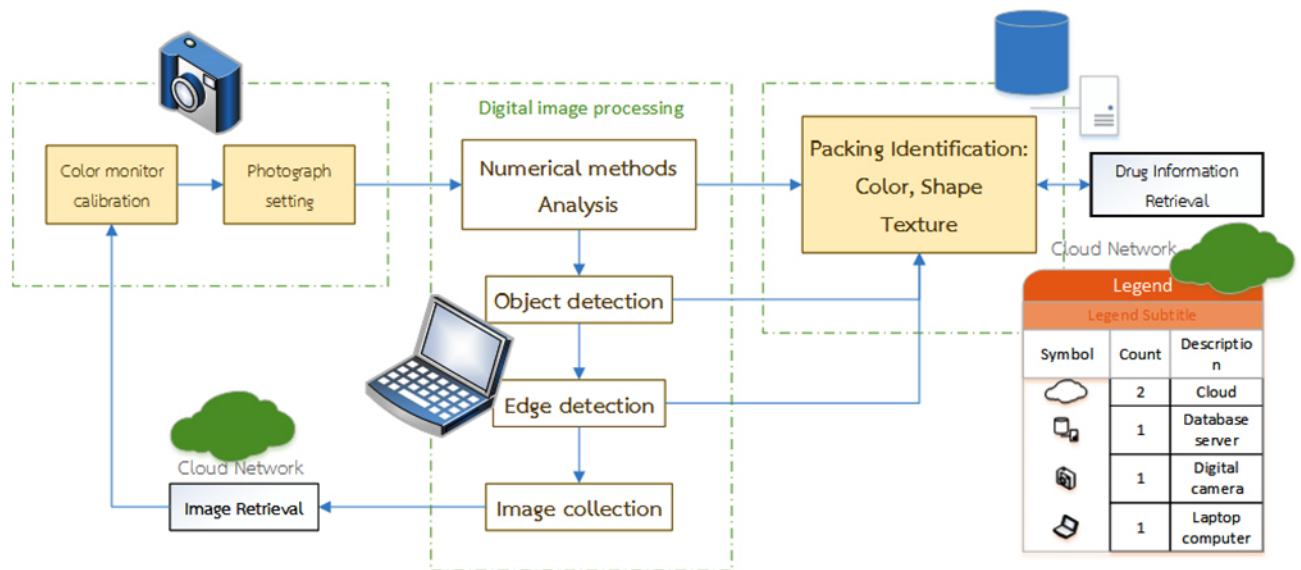 Digital image processing
Color monitor
calibration
Photograph
setting
Numerical methods
Analysis
Packing Identification:
Color, Shape
Texture
Drug Information
Retrieval
Object detection
Edge detection
Image collection
Cloud Network
Image Retrieval
Cloud Network
Legend
Legend Subtitle
Symbol Count Descriptio
n
2 Cloud
1 Database
server
1 Digital
camera
1 Laptop
computer